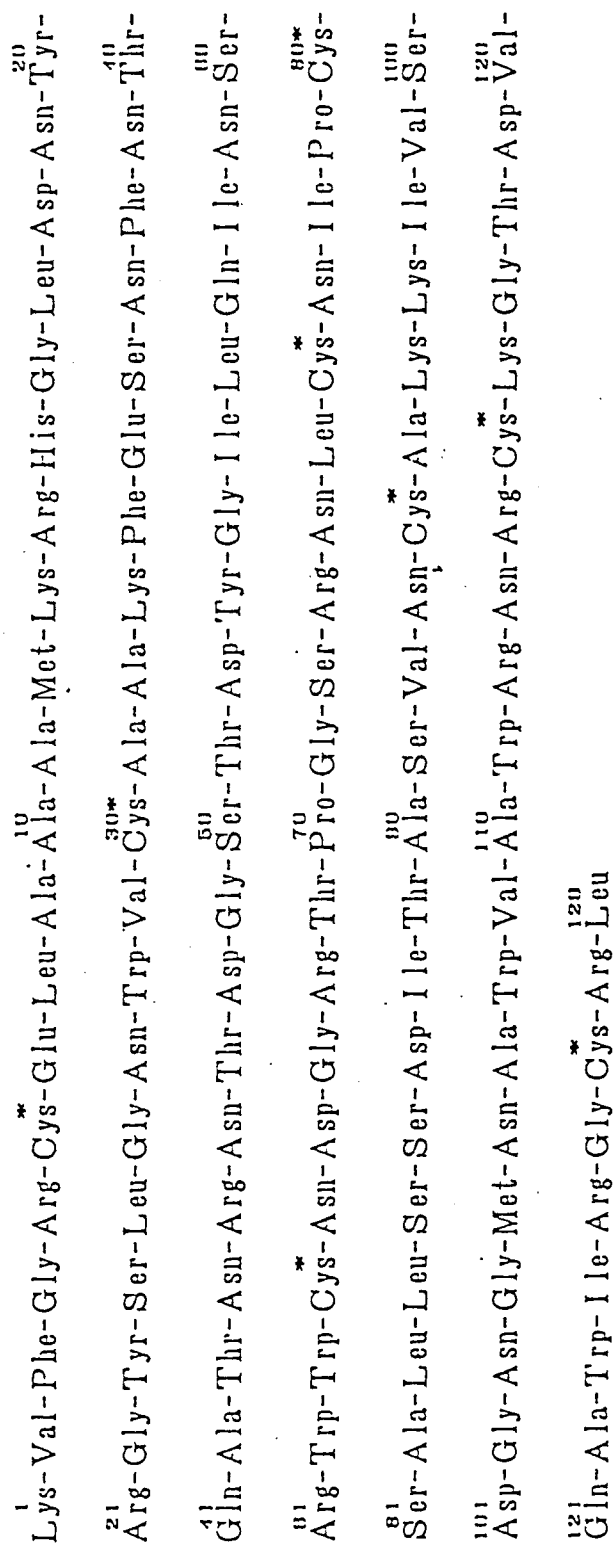 1 * 10 20
Lys-Val-Phe-Gly-Arg-Cys-Glu-Leu-Ala-Ala-Ala-Met-Lys-Arg-His-Gly-Leu-Asp-Asn-Tyr-
21 30* 40
Arg-Gly-Tyr-Ser-Leu-Gly-Asn-Trp-Val-Cys-Ala-Ala-Lys-Phe-Glu-Ser-Asn-Phe-Asn-Thr-
41 50 60
Gln-Ala-Thr-Asn-Arg-Asn-Thr-Asp-Gly-Ser-Thr-Asp-Tyr-Gly-Ile-Leu-Gln-Ile-Asn-Ser-
61 * 70 * 80*
Arg-Trp-Trp-Cys-Asn-Asp-Gly-Arg-Thr-Pro-Gly-Ser-Arg-Asn-Leu-Cys-Asn-Ile-Pro-Cys-
81 90 * 100
Ser-Ala-Leu-Leu-Ser-Ser-Asp-Ile-Thr-Ala-Ser-Val-Asn-Cys-Ala-Lys-Lys-Ile-Val-Ser-
101 110 * 120
Asp-Gly-Asn-Gly-Met-Asn-Ala-Trp-Val-Ala-Trp-Arg-Asn-Arg-Cys-Lys-Gly-Thr-Asp-Val-
121 * 129
Gln-Ala-Trp-Ile-Arg-Gly-Cys-Arg-Leu